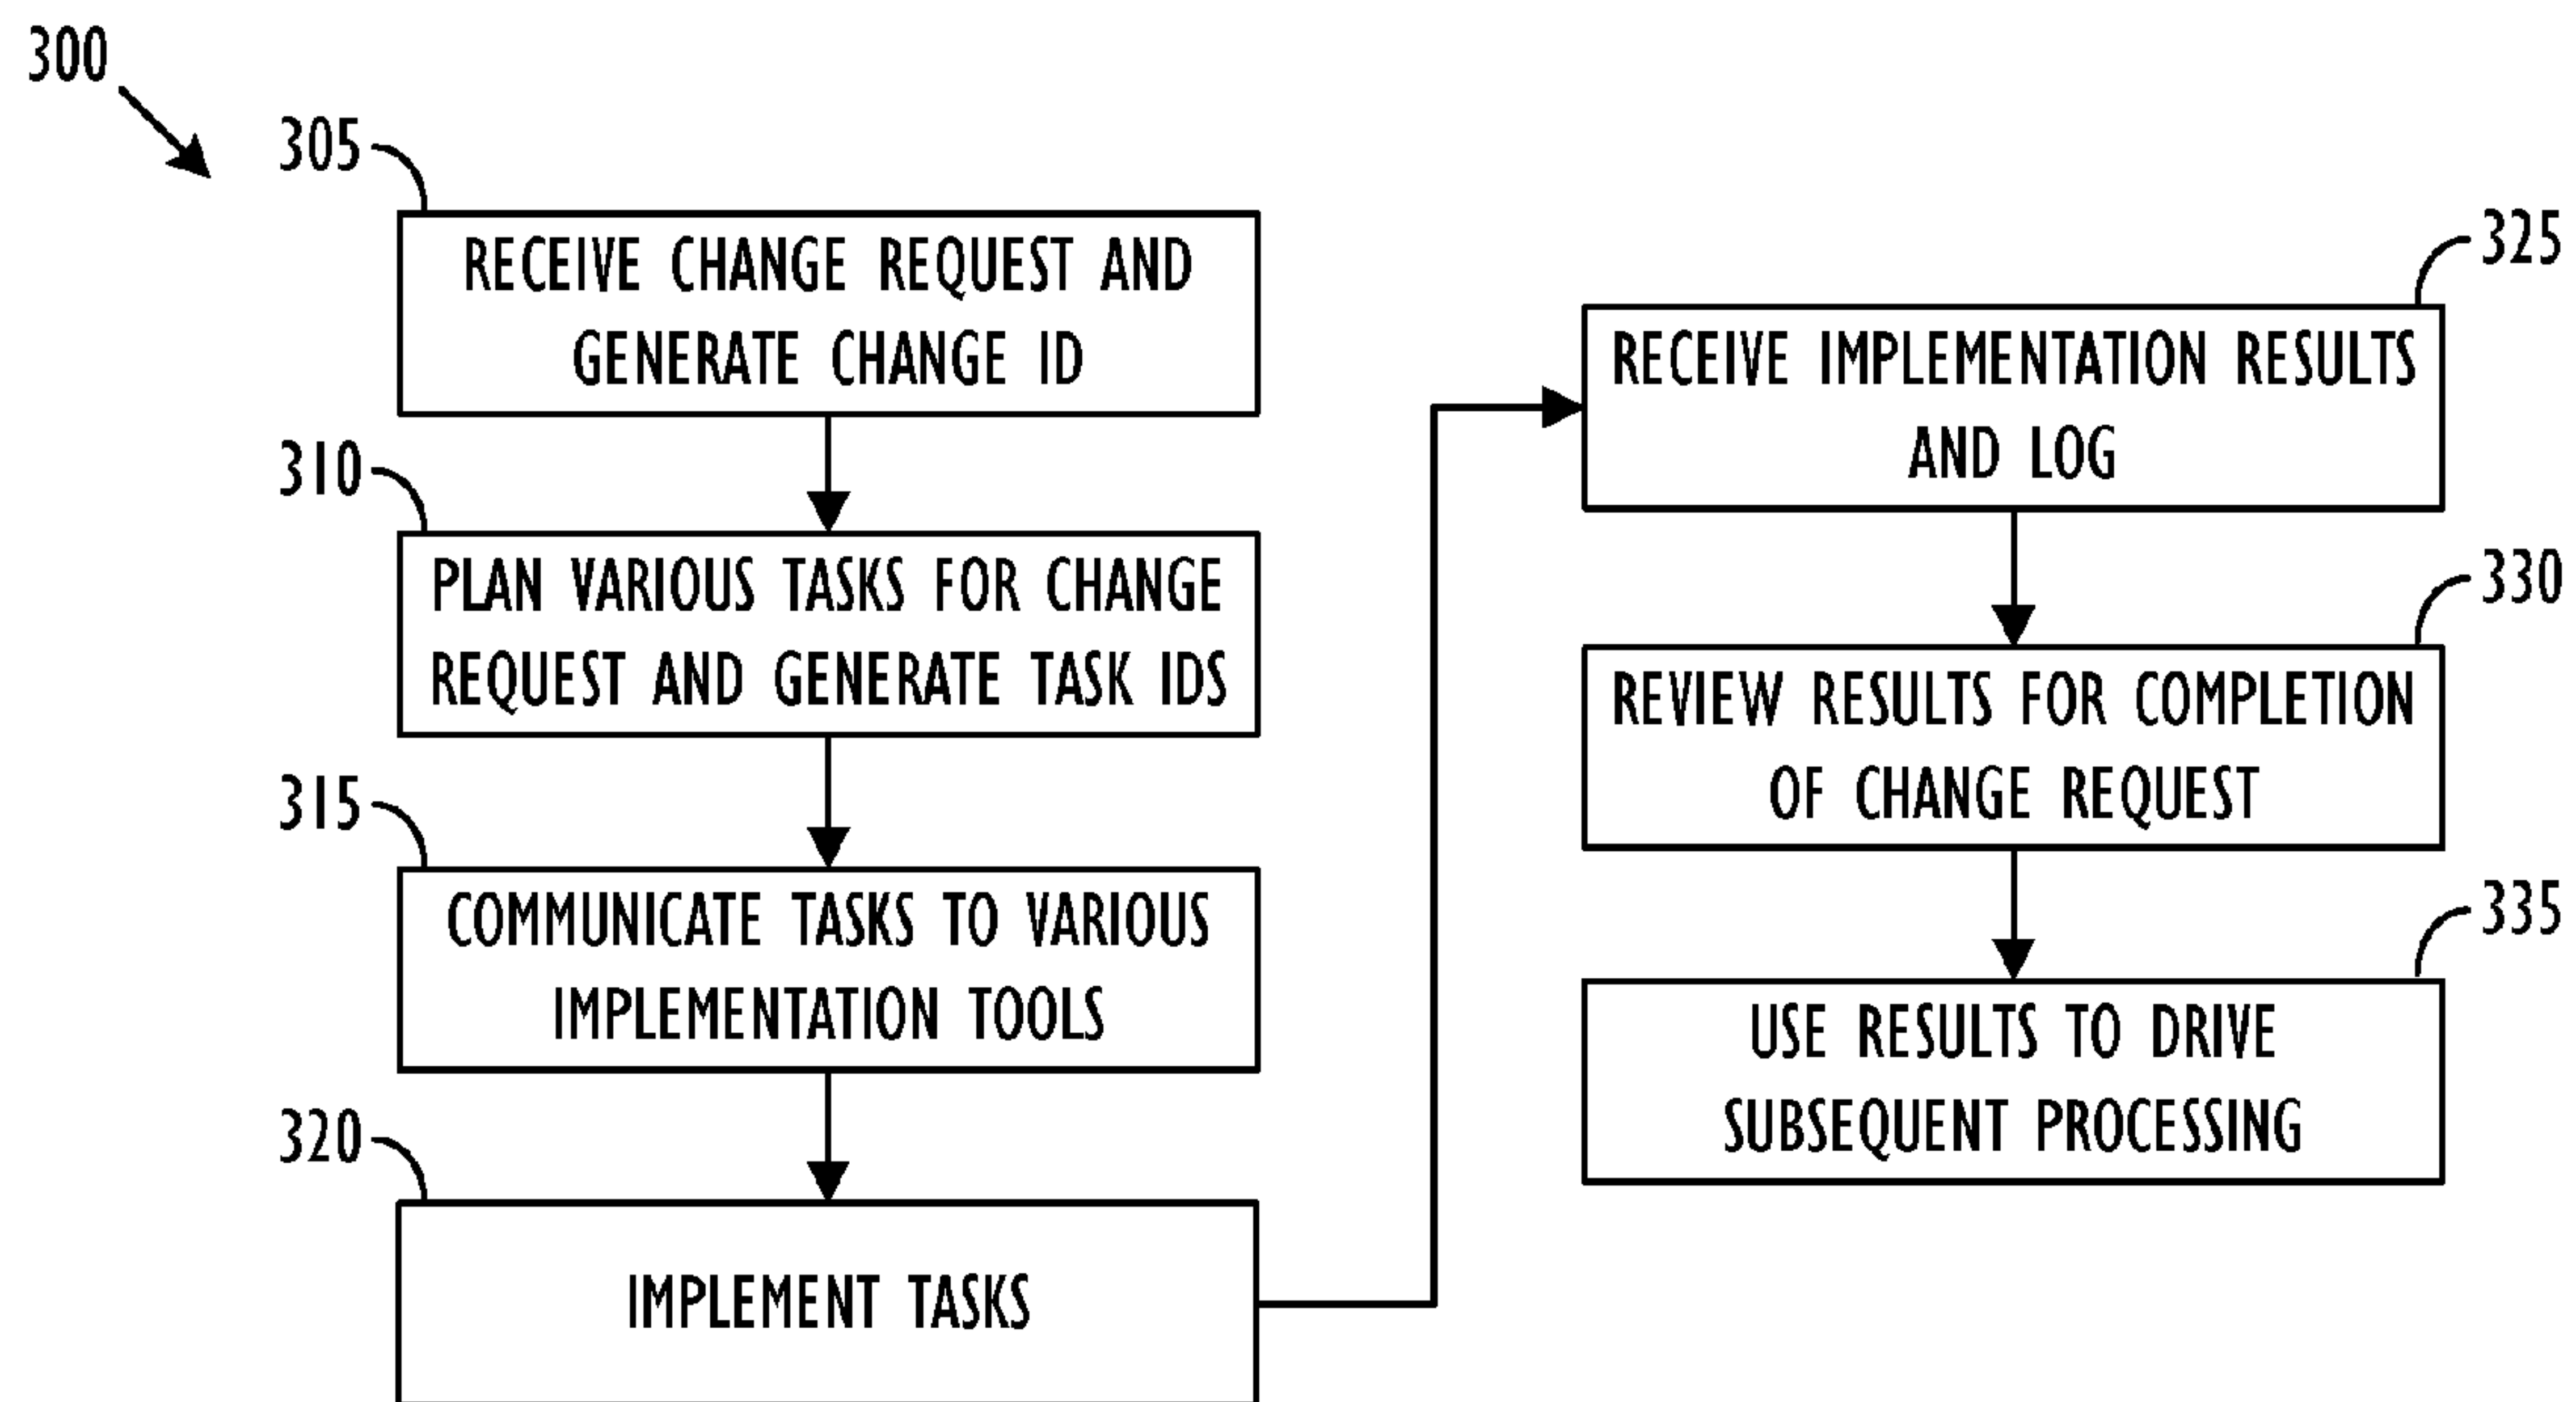 300
305
RECEIVE CHANGE REQUEST AND
GENERATE CHANGE ID
310
PLAN VARIOUS TASKS FOR CHANGE
REQUEST AND GENERATE TASK IDS
315
COMMUNICATE TASKS TO VARIOUS
IMPLEMENTATION TOOLS
320
IMPLEMENT TASKS
325
RECEIVE IMPLEMENTATION RESULTS
AND LOG
330
REVIEW RESULTS FOR COMPLETION
OF CHANGE REQUEST
335
USE RESULTS TO DRIVE
SUBSEQUENT PROCESSING